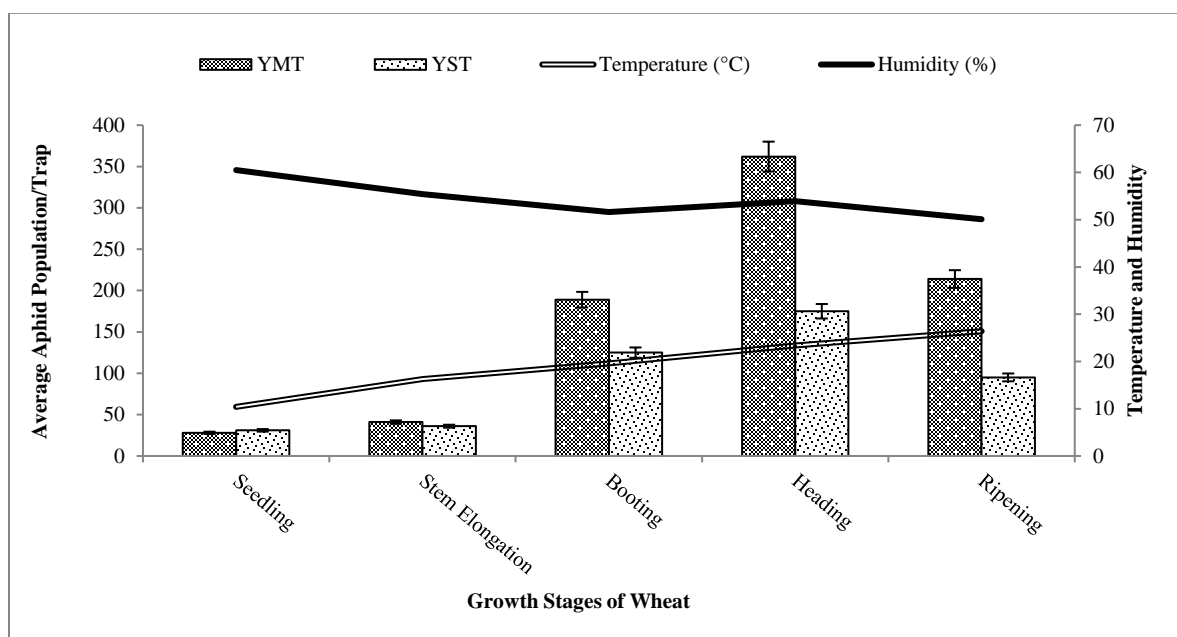 YMT YST Temperature (°C) Humidity (%)
Average Aphid Population/Trap
400
350
300
250
200
150
100
50
0
70
60
50
40
30
20
10
0
Temperature and Humidity
Seedling
Stem Elongation
Booting
Heading
Ripening
Growth Stages of Wheat